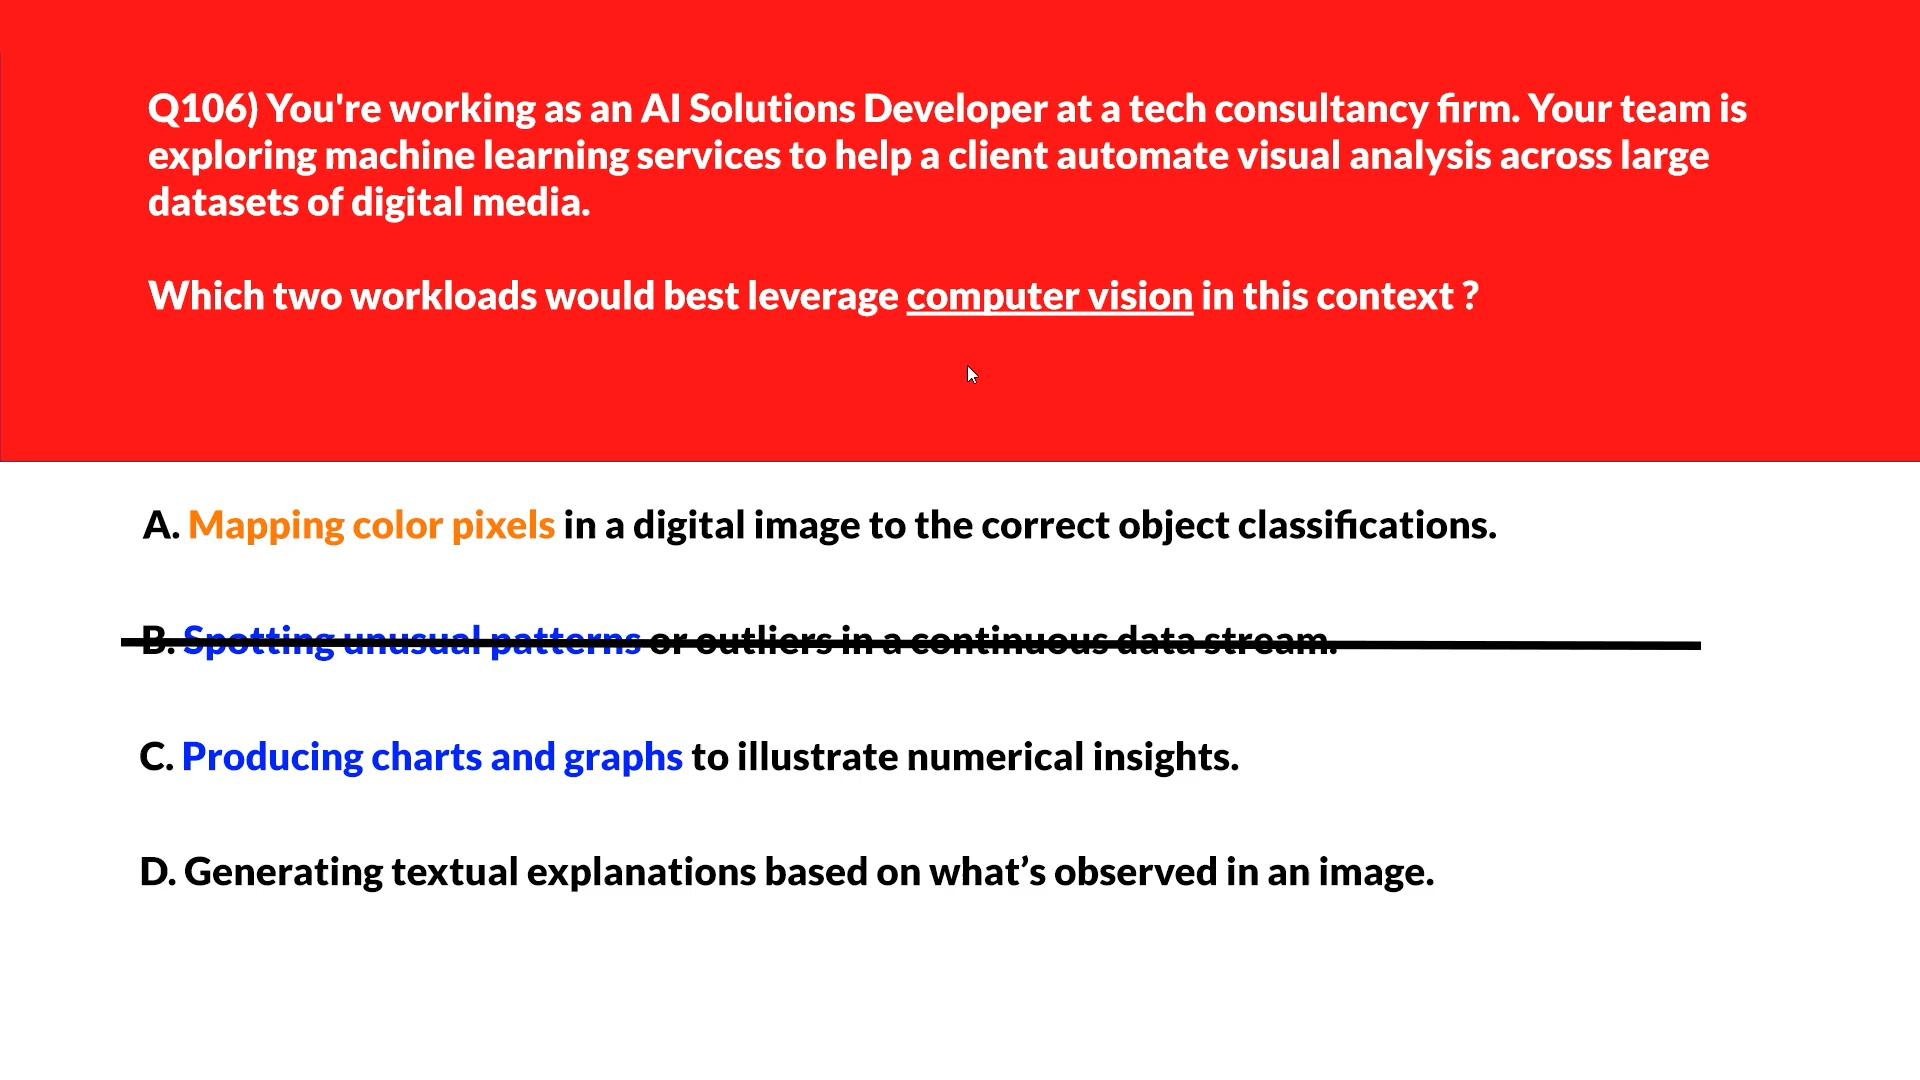 Q106) You're working as an AI Solutions Developer at a tech consultancy firm. Your team is
exploring machine learning services to help a client automate visual analysis across large
datasets of digital media.
Which two workloads would best leverage computer vision in this context ?
A. Mapping color pixels in a digital image to the correct object classifications.
B. Spotting unusual patterns or outliers in a continuous data stream.
C. Producing charts and graphs to illustrate numerical insights.
D. Generating textual explanations based on what’s observed in an image.